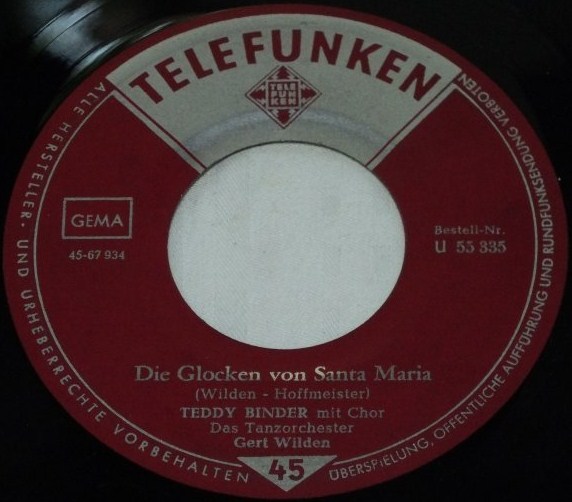 TELEFUNKEN
TELE
FUN
KEN
GEMA
45-67 934
Bestell-Nr.
U 55 335
Die Glocken von Santa Maria
(Wilden - Hoffmeister)
TEDDY BINDER mit Chor
Das Tanzorchester
Gert Wilden
45
ALLE HERSTELLER- UND URHEBERRECHTE VORBEHALTEN
ÜBERSPIELUNG, ÖFFENTLICHE AUFFÜHRUNG UND RUNDFUNKSENDUNG VERBOTEN